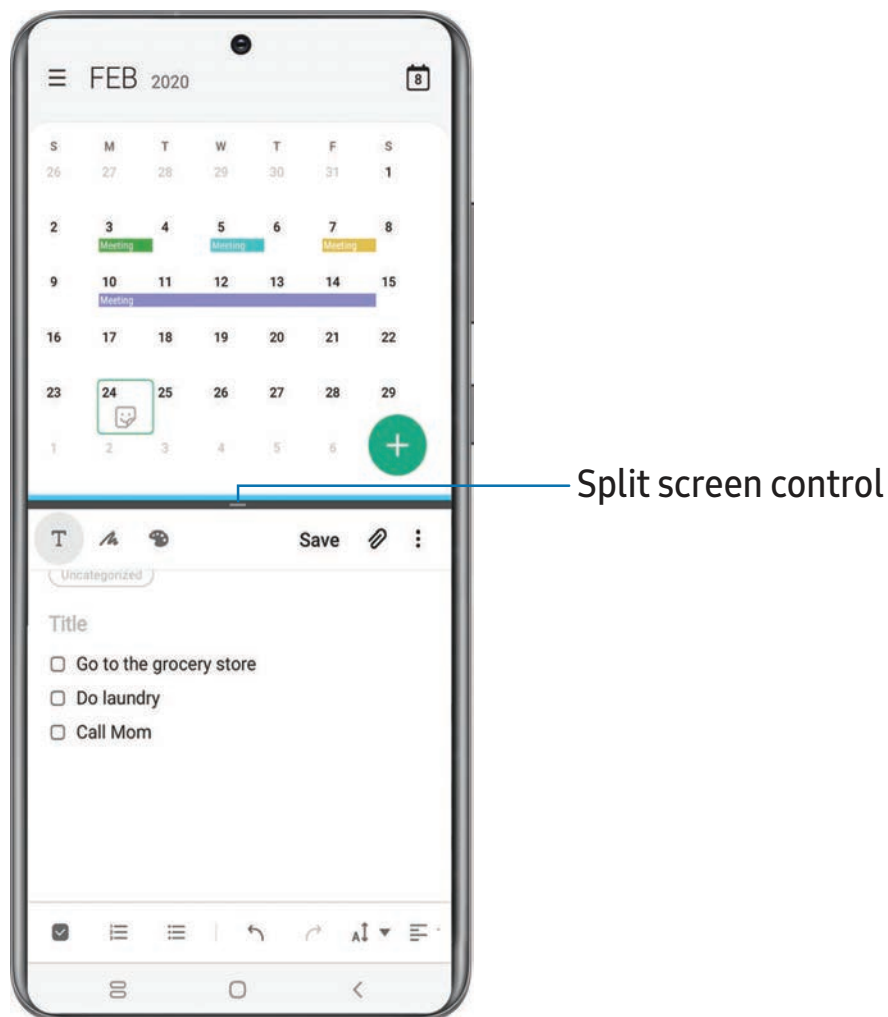 FEB 2020
8
S M T W T F S
26 27 28 29 30 31 1
2 3 4 5 6 7 8
Meeting Meeting Meeting
9 10 11 12 13 14 15
Meeting
16 17 18 19 20 21 22
23 24 25 26 27 28 29
1 2 3 4 5 6
Split screen control
T Save
Uncategorized
Title
Go to the grocery store
Do laundry
Call Mom
A